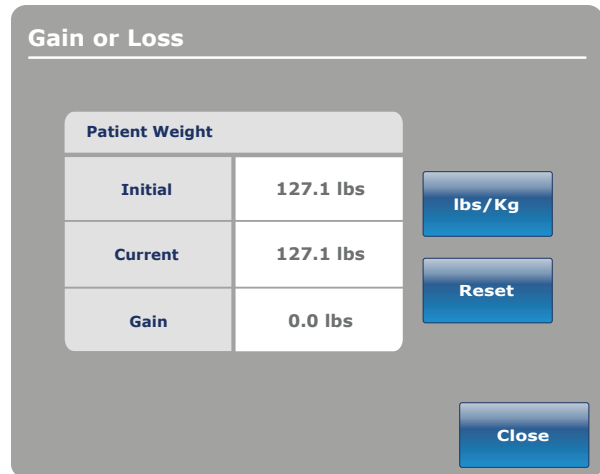 Gain or Loss
Patient Weight
Initial 127.1 lbs
lbs/Kg
Current 127.1 lbs
Reset
Gain 0.0 lbs
Close